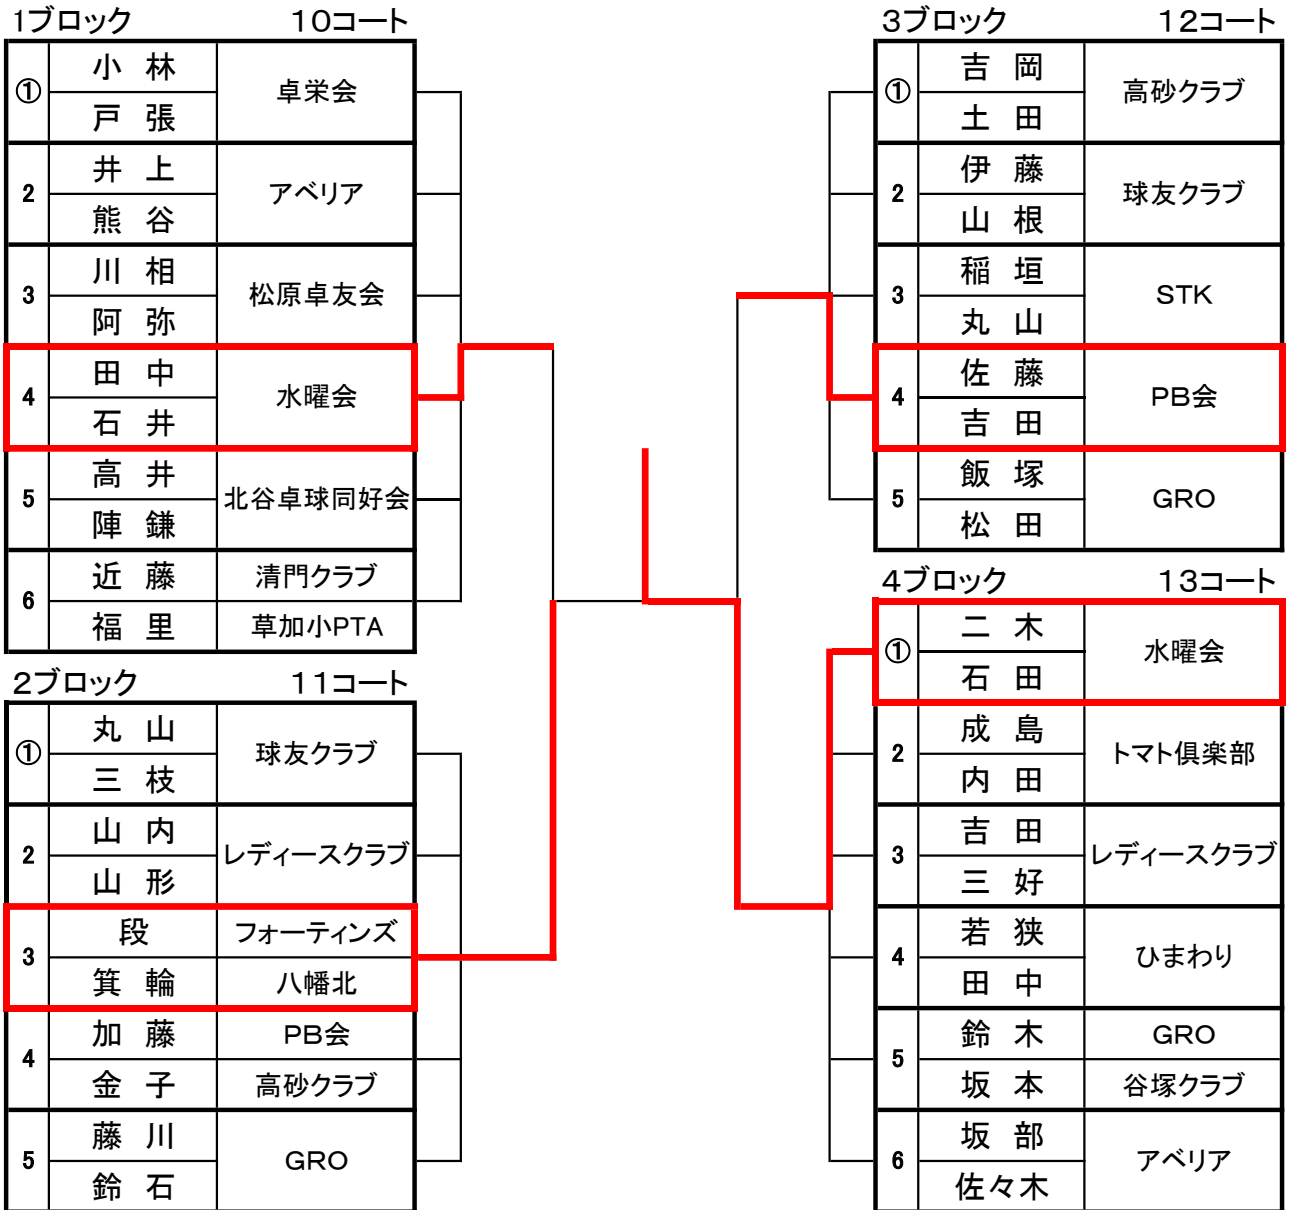 1ブロック 10コート
① 小林 卓栄会
戸張
2 井上 アベリア
熊谷
3 川相 松原卓友会
阿弥
4 田中 水曜会
石井
5 高井 北谷卓球同好会
陣鎌
6 近藤 清門クラブ
福里 草加小PTA
2ブロック 11コート
① 丸山 球友クラブ
三枝
2 山内 レディースクラブ
山形
3 段 フォーティンズ
箕輪 八幡北
4 加藤 PB会
金子 高砂クラブ
5 藤川 GRO
鈴石
3ブロック 12コート
① 吉岡 高砂クラブ
土田
2 伊藤 球友クラブ
山根
3 稲垣 STK
丸山
4 佐藤 PB会
吉田
5 飯塚 GRO
松田
4ブロック 13コート
① 二木 水曜会
石田
2 成島 トマト倶楽部
内田
3 吉田 レディースクラブ
三好
4 若狭 ひまわり
田中
5 鈴木 GRO
坂本 谷塚クラブ
6 坂部 アベリア
佐々木